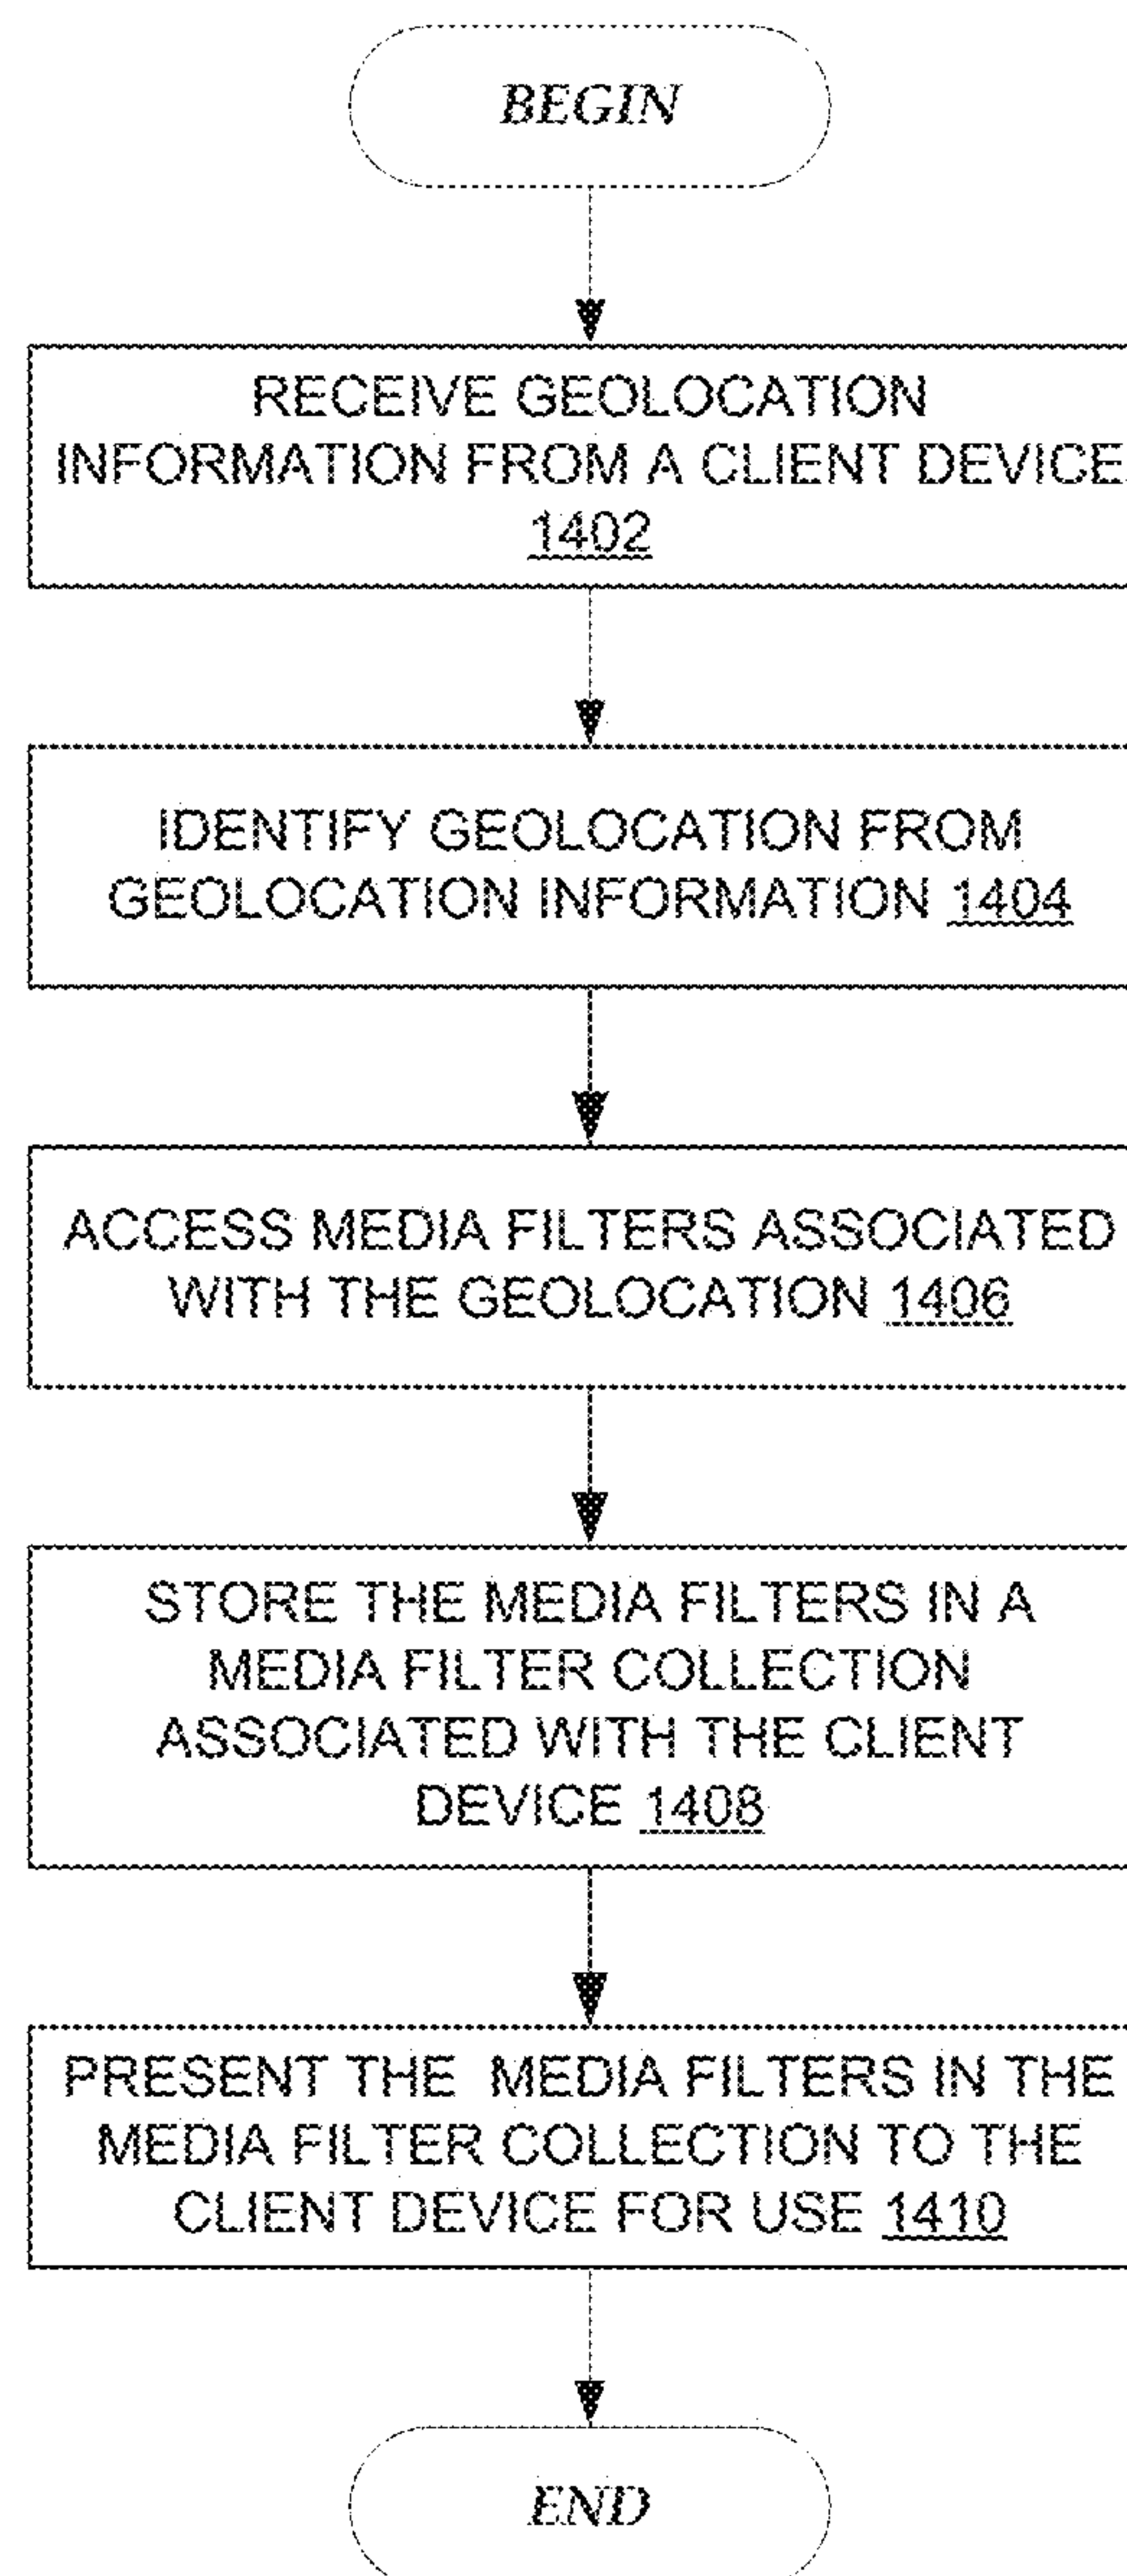 BEGIN
RECEIVE GEOLOCATION
INFORMATION FROM A CLIENT DEVICE
1402
IDENTIFY GEOLOCATION FROM
GEOLOCATION INFORMATION 1404
ACCESS MEDIA FILTERS ASSOCIATED
WITH THE GEOLOCATION 1406
STORE THE MEDIA FILTERS IN A
MEDIA FILTER COLLECTION
ASSOCIATED WITH THE CLIENT
DEVICE 1408
PRESENT THE MEDIA FILTERS IN THE
MEDIA FILTER COLLECTION TO THE
CLIENT DEVICE FOR USE 1410
END